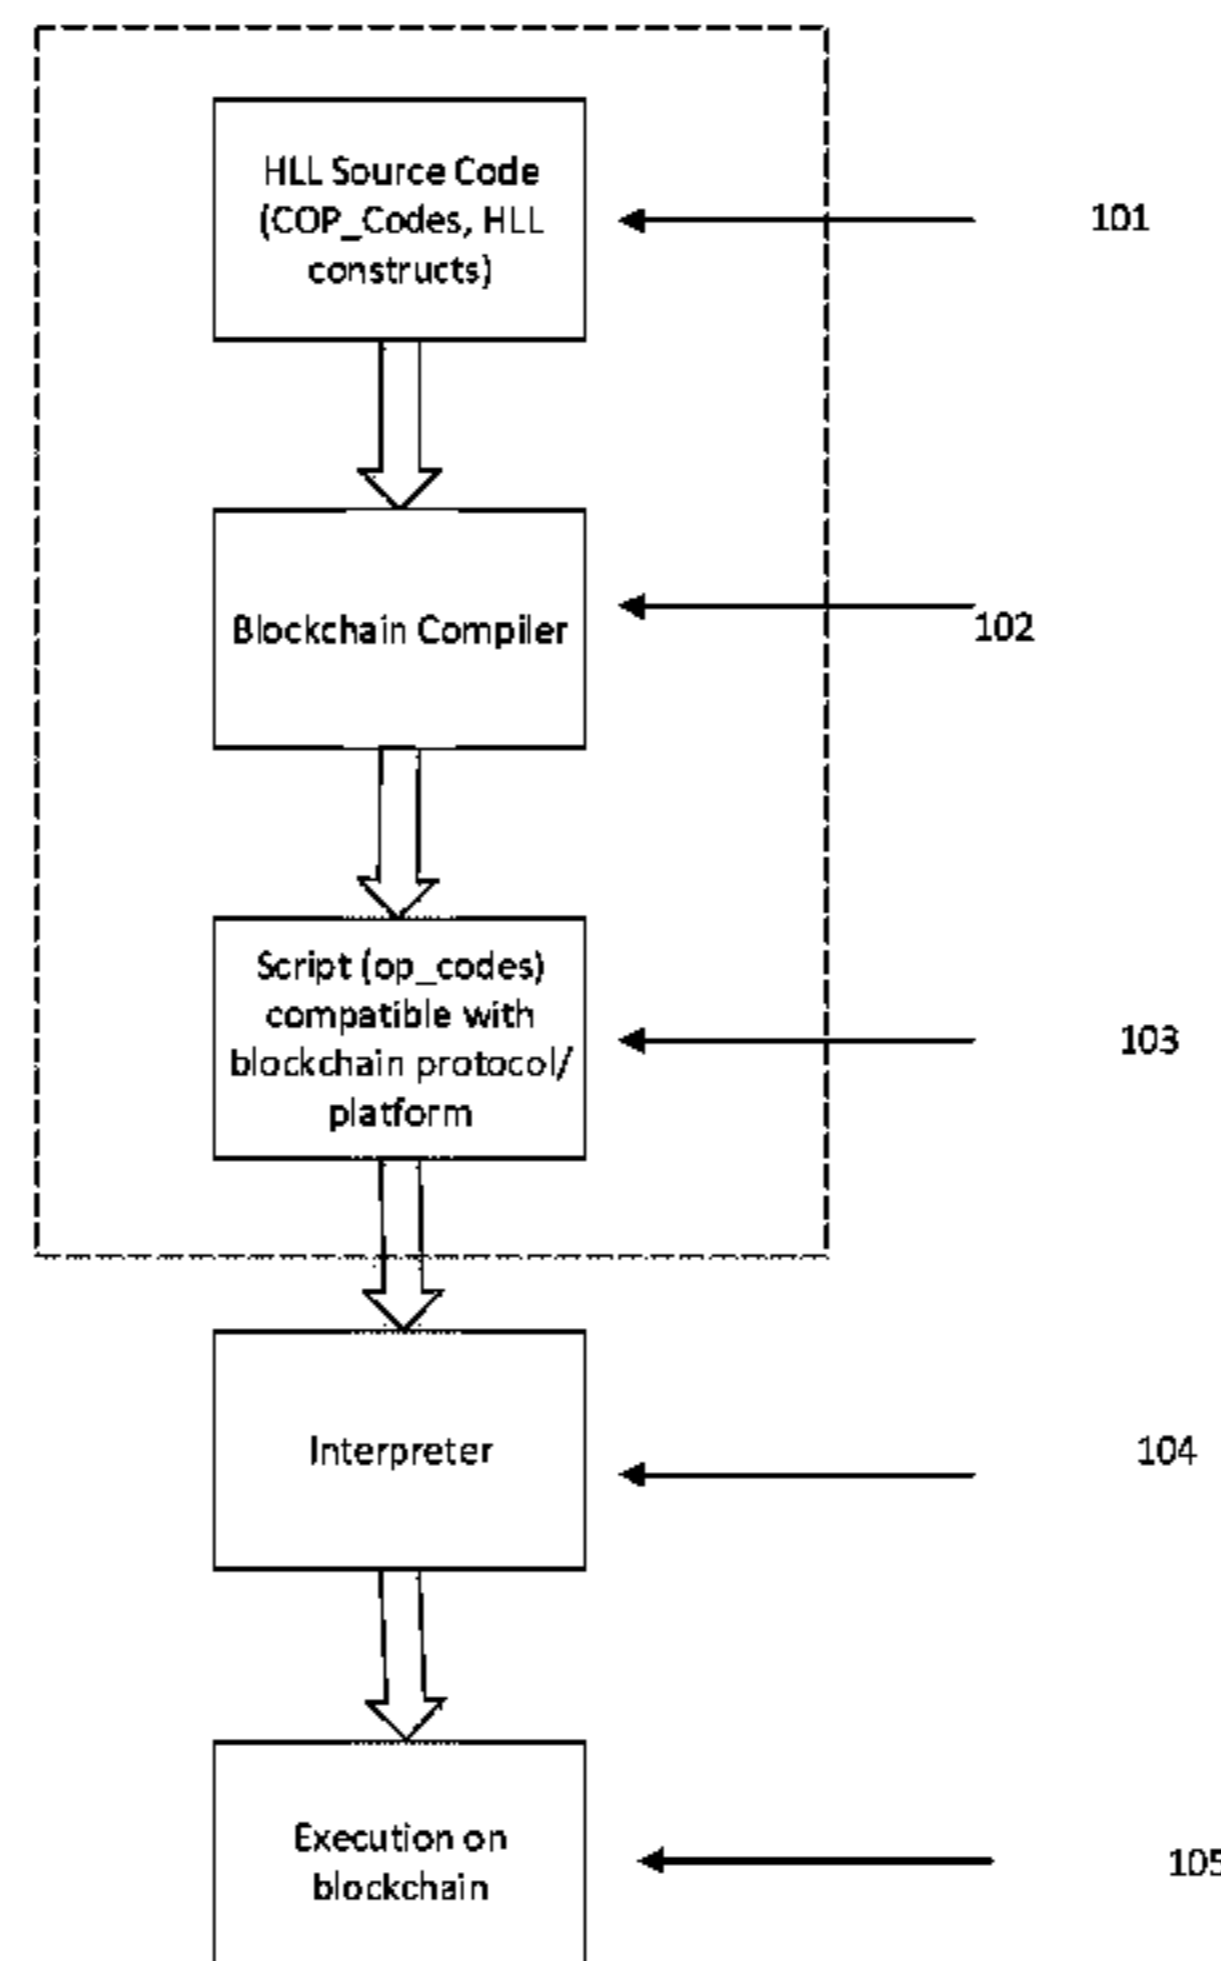 HLL Source Code
(COP_Codes, HLL
constructs)
101
Blockchain Compiler
102
Script (op_codes)
compatible with
blockchain protocol/
platform
103
Interpreter
104
Execution on
blockchain
105